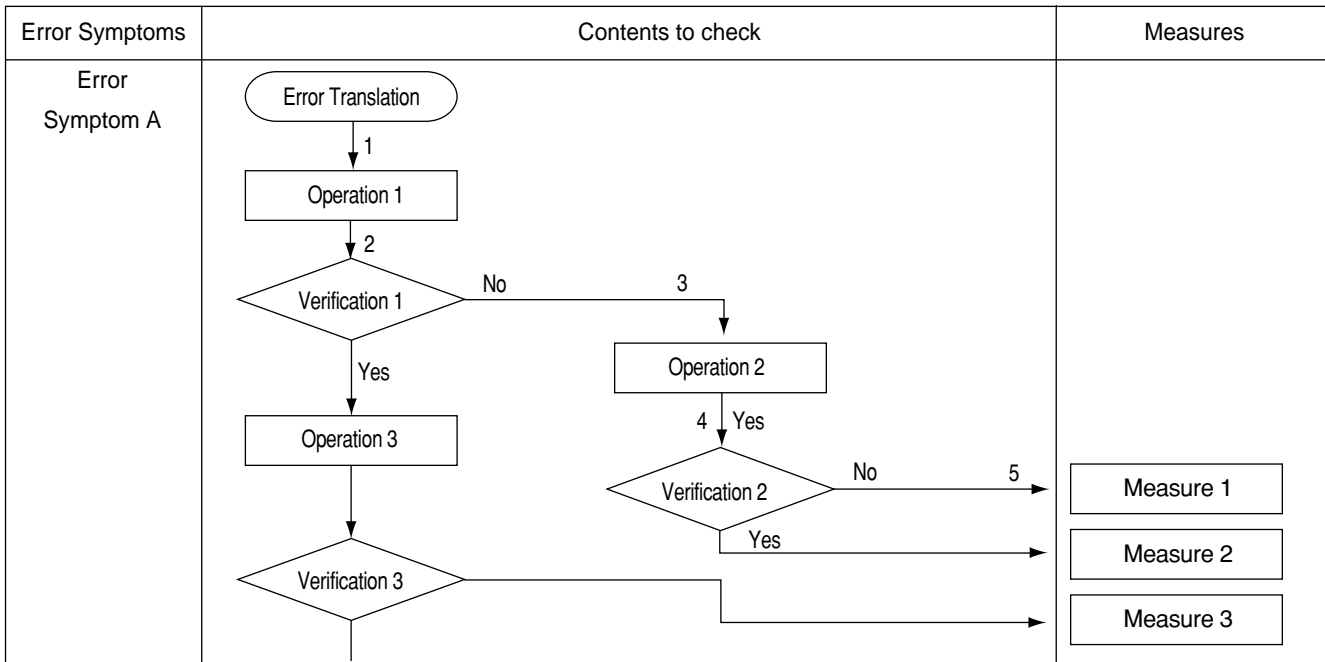 Error Symptoms
Contents to check
Measures
Error
Symptom A
Error Translation
1
Operation 1
2
Verification 1
No
3
Yes
Operation 2
4 Yes
Operation 3
Verification 2
No
5
Measure 1
Yes
Measure 2
Verification 3
Measure 3